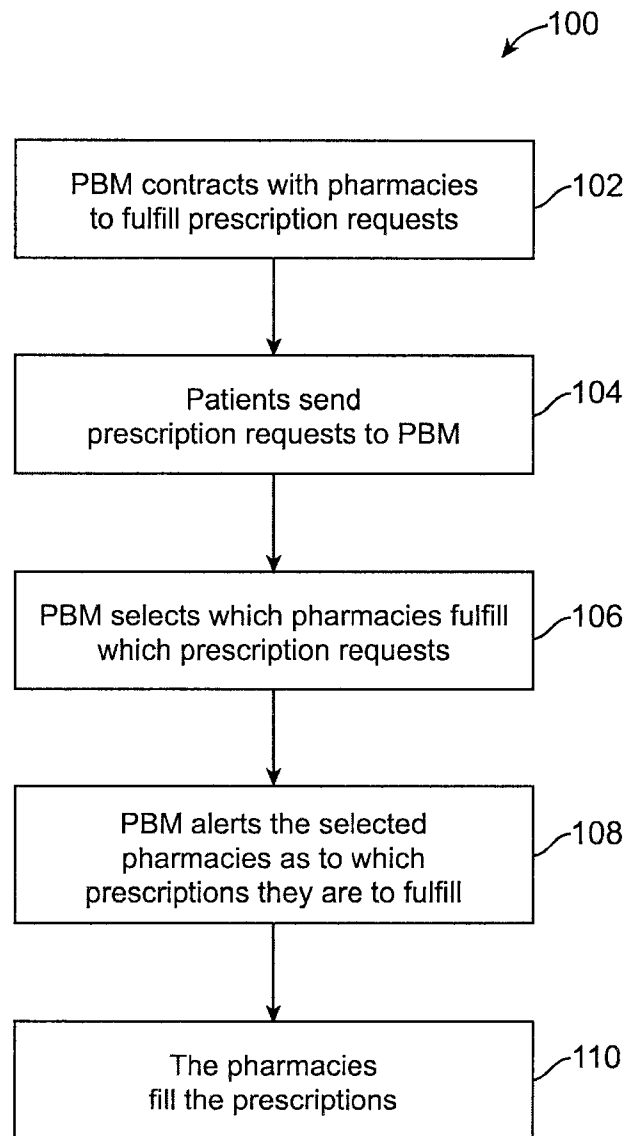 100
PBM contracts with pharmacies
to fulfill prescription requests
102
Patients send
prescription requests to PBM
104
PBM selects which pharmacies fulfill
which prescription requests
106
PBM alerts the selected
pharmacies as to which
prescriptions they are to fulfill
108
The pharmacies
fill the prescriptions
110